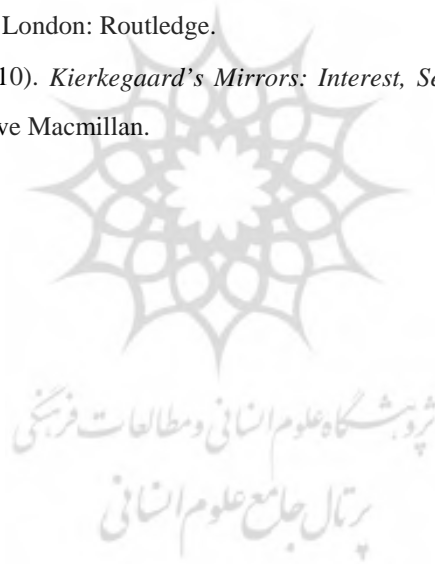 London: Routledge.
10). Kierkegaard's Mirrors: Interest, Se
ve Macmillan.
پژوهشگاه علوم انسانی و مطالعات فرهنگی
پرتال جامع علوم انسانی